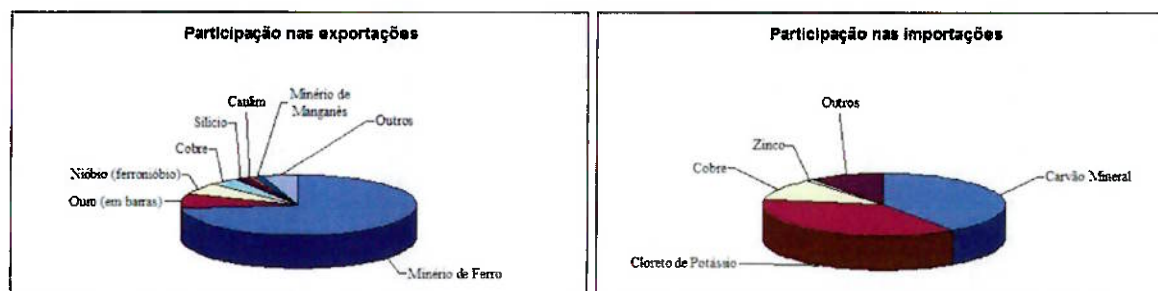 Participação nas exportações
Caulim
Minério de
Manganês
Silício
Outros
Cobre
Nióbio (ferronióbio)
Ouro (em barras)
Minério de Ferro
Participação nas importações
Outros
Zinco
Cobre
Carvão Mineral
Cloreto de Potássio